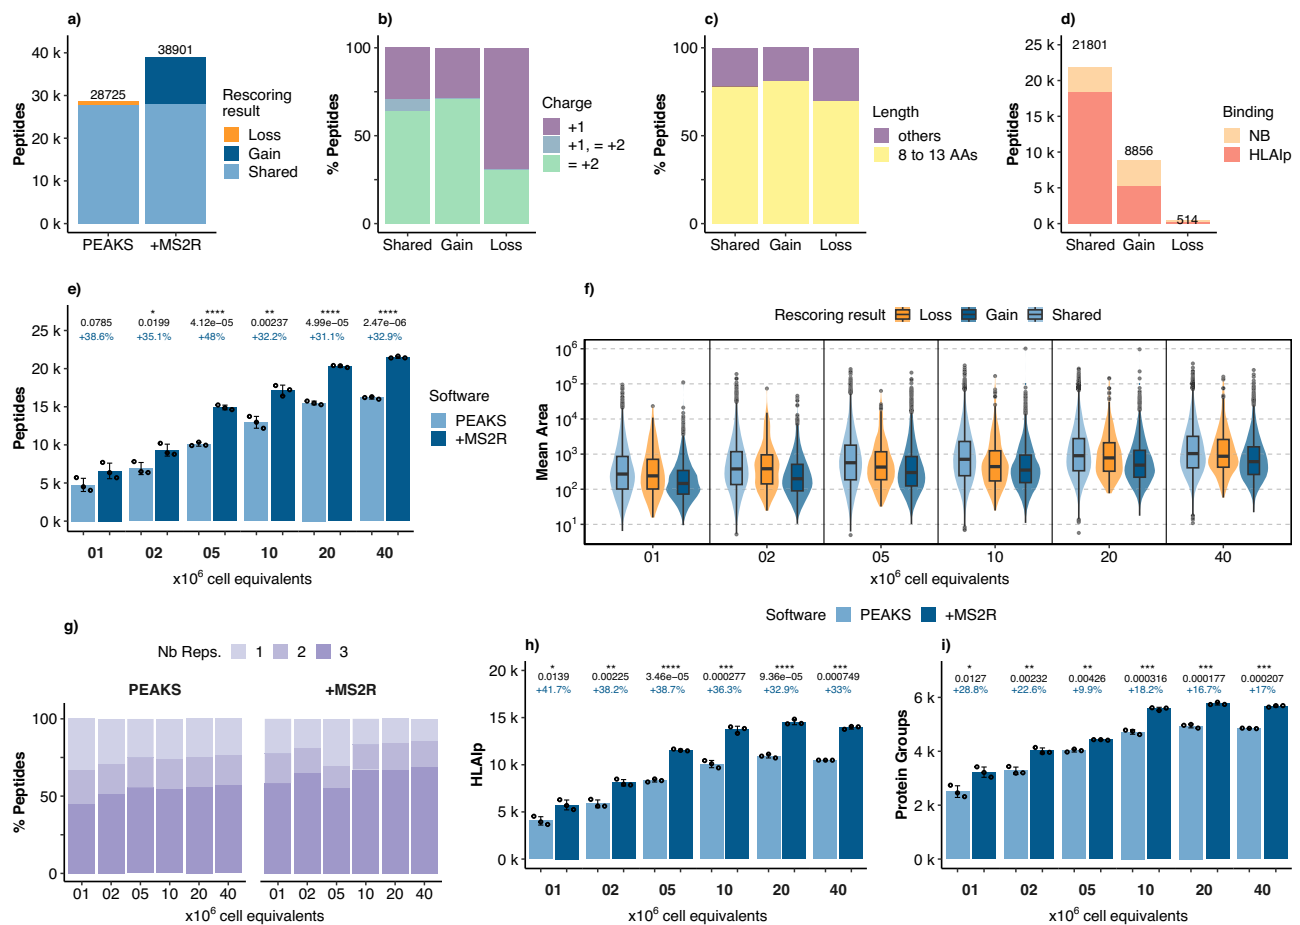 a)
40 k
30 k
20 k
10 k
0 k
Peptides
28725
38901
PEAKS +MS2R
Rescoring
result
Loss
Gain
Shared
b)
100
50
0
% Peptides
Shared Gain Loss
Charge
+1
+1, = +2
= +2
c)
100
50
0
% Peptides
Shared Gain Loss
Length
others
8 to 13 AAs
d)
25 k
20 k
15 k
10 k
5 k
0 k
Peptides
21801
8856
514
Shared Gain Loss
Binding
NB
HLAIp
e)
25 k
20 k
15 k
10 k
5 k
0 k
Peptides
* **** ** **** ****
0.0785 0.0199 4.12e−05 0.00237 4.99e−05 2.47e−06
+38.6% +35.1% +48% +32.2% +31.1% +32.9%
01 02 05 10 20 40
x10⁶ cell equivalents
Software
PEAKS
+MS2R
f)
Rescoring result Loss Gain Shared
10⁶
10⁵
10⁴
10³
10²
10¹
Mean Area
01 02 05 10 20 40
x10⁶ cell equivalents
g)
Nb Reps. 1 2 3
PEAKS +MS2R
100
50
0
% Peptides
01 02 05 10 20 40 01 02 05 10 20 40
x10⁶ cell equivalents
Software PEAKS +MS2R
h)
20 k
15 k
10 k
5 k
0 k
HLAIp
* ** **** *** **** ***
0.0139 0.00225 3.46e−05 0.000277 9.36e−05 0.000749
+41.7% +38.2% +38.7% +36.3% +32.9% +33%
01 02 05 10 20 40
x10⁶ cell equivalents
i)
6 k
4 k
2 k
0 k
Protein Groups
* ** ** *** *** ***
0.0127 0.00232 0.00426 0.000316 0.000177 0.000207
+28.8% +22.6% +9.9% +18.2% +16.7% +17%
01 02 05 10 20 40
x10⁶ cell equivalents